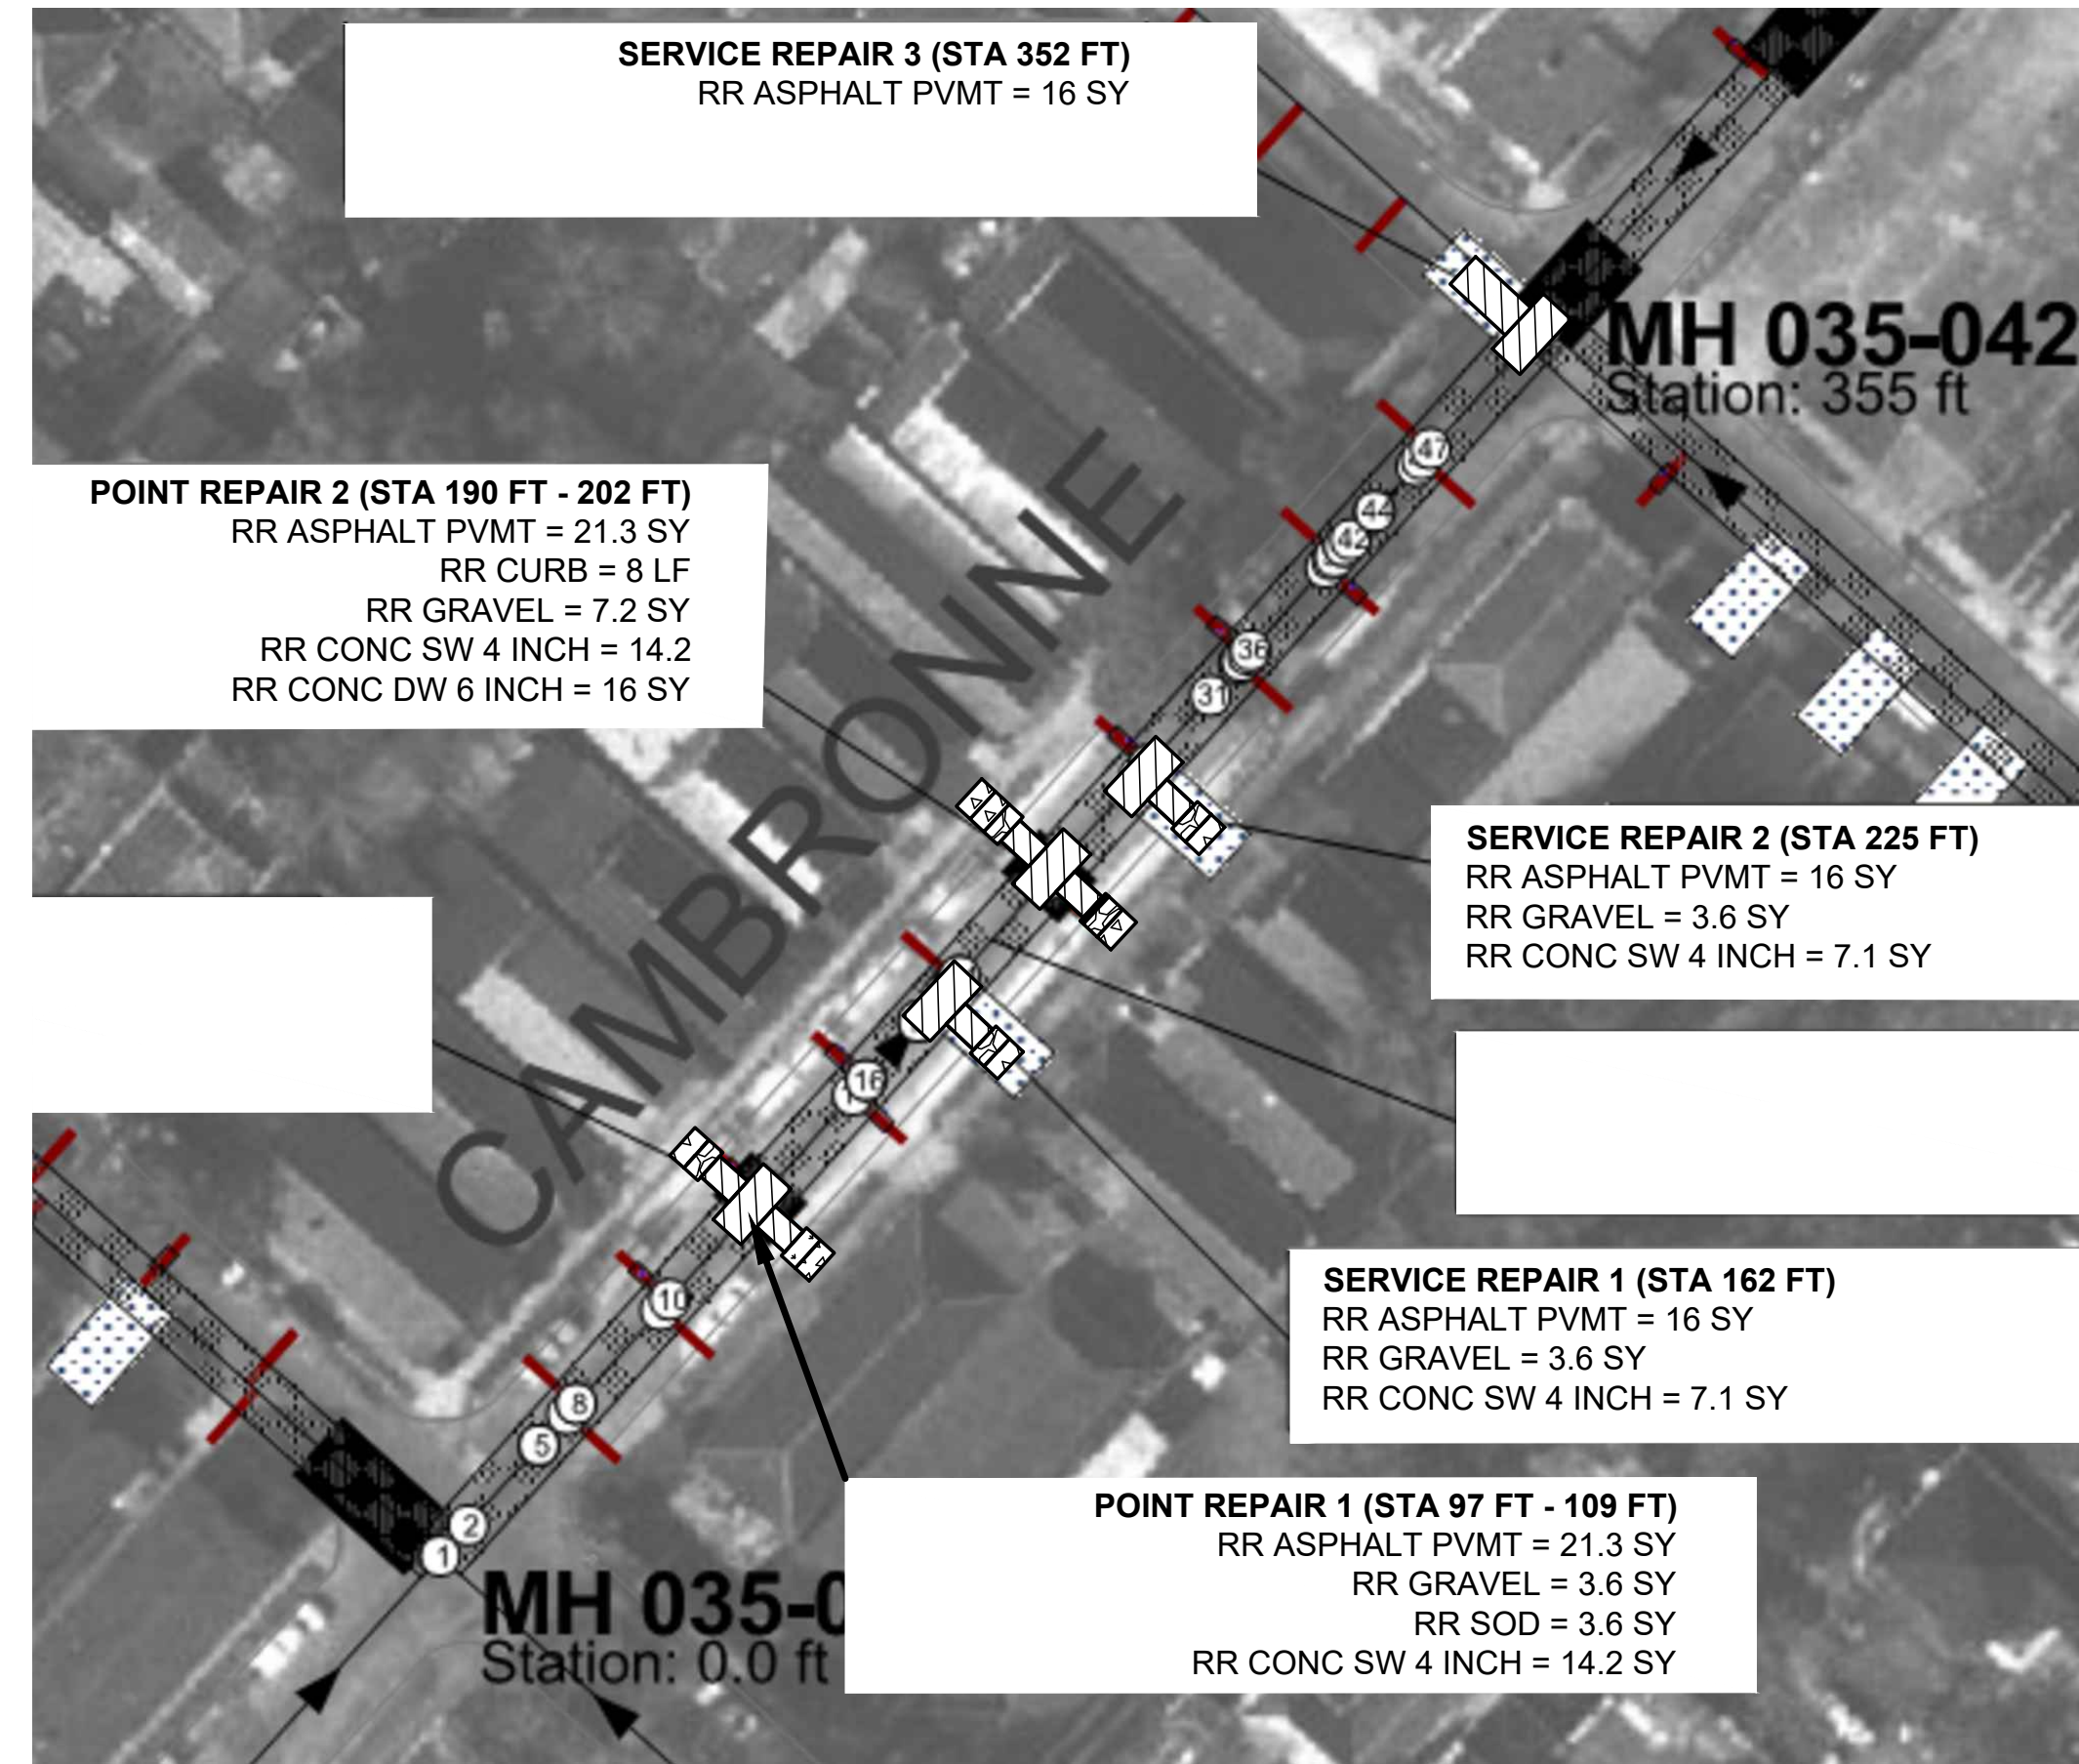 SERVICE REPAIR 3 (STA 352 FT)
RR ASPHALT PVMT = 16 SY
MH 035-042
Station: 355 ft
POINT REPAIR 2 (STA 190 FT - 202 FT)
RR ASPHALT PVMT = 21.3 SY
RR CURB = 8 LF
RR GRAVEL = 7.2 SY
RR CONC SW 4 INCH = 14.2
RR CONC DW 6 INCH = 16 SY
CAMBRONNE
47
44
42
36
31
SERVICE REPAIR 2 (STA 225 FT)
RR ASPHALT PVMT = 16 SY
RR GRAVEL = 3.6 SY
RR CONC SW 4 INCH = 7.1 SY
16
10
8
5
2
1
SERVICE REPAIR 1 (STA 162 FT)
RR ASPHALT PVMT = 16 SY
RR GRAVEL = 3.6 SY
RR CONC SW 4 INCH = 7.1 SY
MH 035-0
Station: 0.0 ft
POINT REPAIR 1 (STA 97 FT - 109 FT)
RR ASPHALT PVMT = 21.3 SY
RR GRAVEL = 3.6 SY
RR SOD = 3.6 SY
RR CONC SW 4 INCH = 14.2 SY